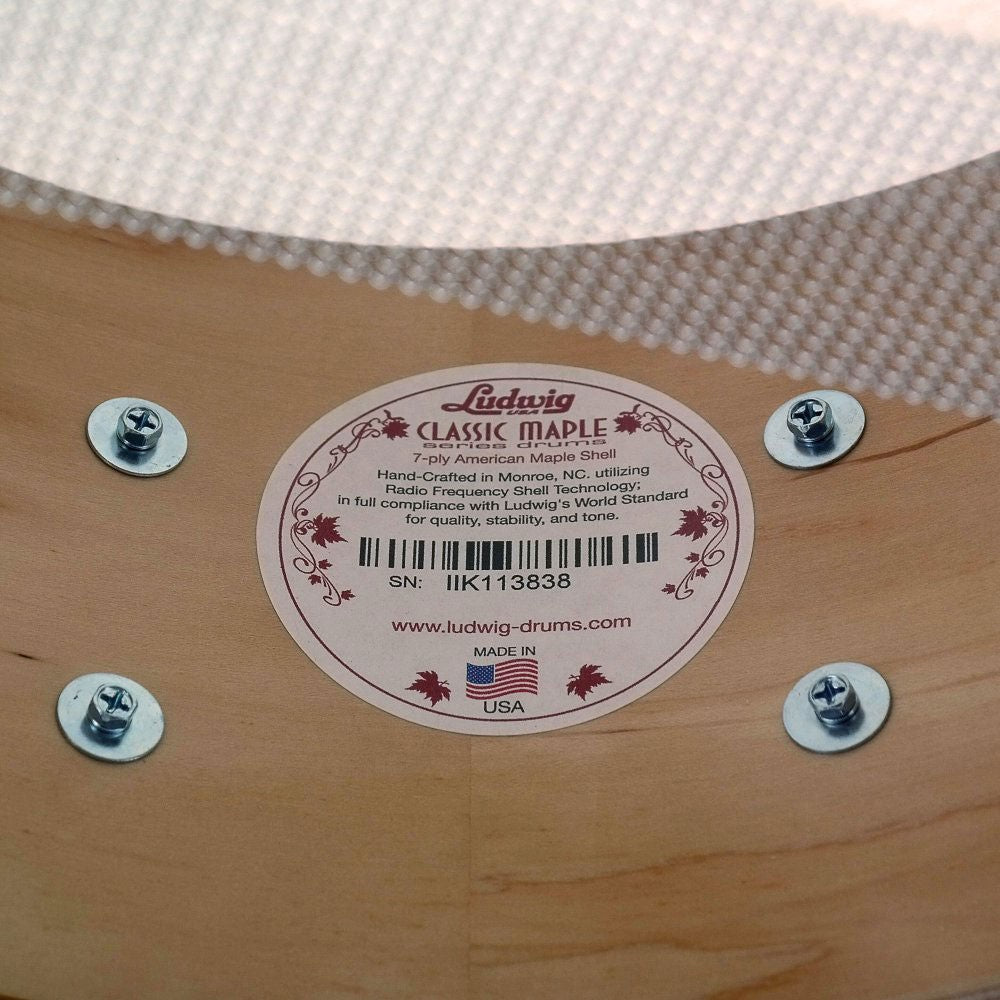 Ludwig
USA
CLASSIC MAPLE
series drums
7-ply American Maple Shell
Hand-Crafted in Monroe, NC. utilizing
Radio Frequency Shell Technology;
in full compliance with Ludwig's World Standard
for quality, stability, and tone.
SN: IIK113838
www.ludwig-drums.com
MADE IN
USA